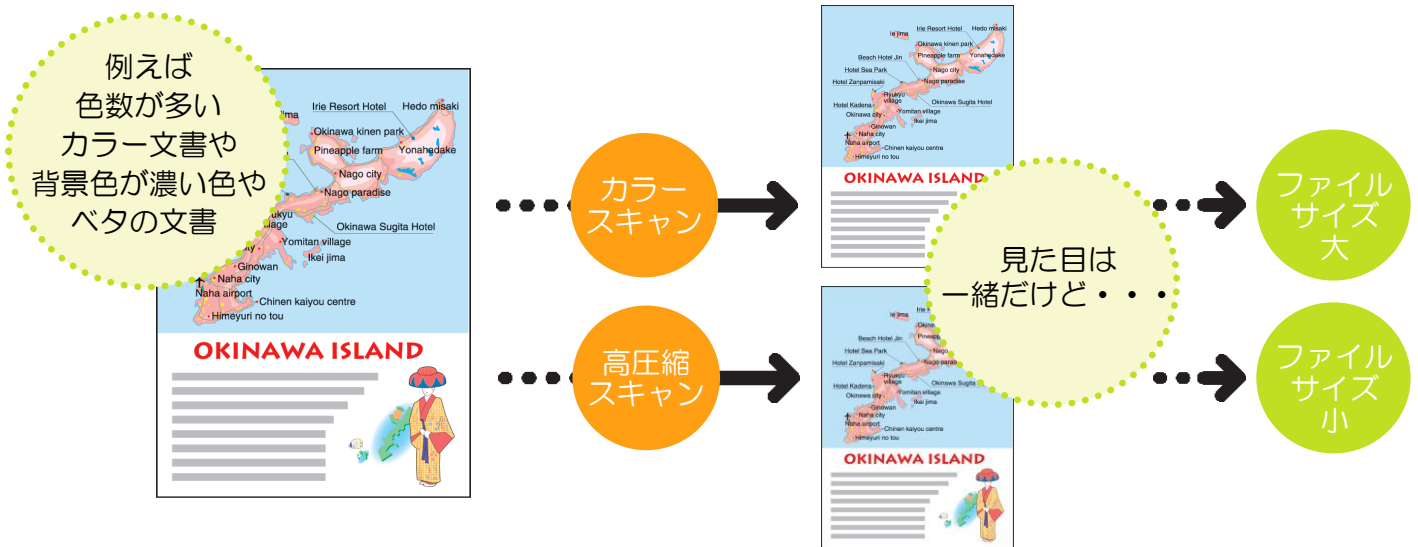 例えば
色数が多い
カラー文書や
背景色が濃い色や
ベタの文書
Irie Resort Hotel
Hedo misaki
Okinawa kinen park
Pineapple farm
Yonahadake
Nago city
Nago paradise
Okinawa Sugita Hotel
Yomitan village
Ikei jima
Ginowan
Naha city
Naha airport
Chinen kaiyou centre
Himeyuri no tou
OKINAWA ISLAND
カラー
スキャン
高圧縮
スキャン
Ie jima
Irie Resort Hotel
Hedo misaki
Okinawa kinen park
Pineapple farm
Yonahadake
Beach Hotel Jin
Nago city
Hotel Sea Park
Nago paradise
Hotel Zanpamisaki
Ryukyu
village
Okinawa Sugita Hotel
Hotel Kadena
Yomitan village
Okinawa city
Ikei jima
Ginowan
Naha city
Naha airport
Chinen kaiyou centre
Himeyuri no tou
OKINAWA ISLAND
見た目は
一緒だけど・・・
Ie jima
Beach Hotel Jin
Nago
Hotel Sea Park
Hotel Zanpamisaki
Ryukyu
village
Okinawa Sugita
Hotel Kadena
Yomitan village
Okinawa city
Ikei jima
Ginowan
Naha city
Naha airport
Chinen kaiyou centre
Himeyuri no tou
OKINAWA ISLAND
ファイル
サイズ
大
ファイル
サイズ
小